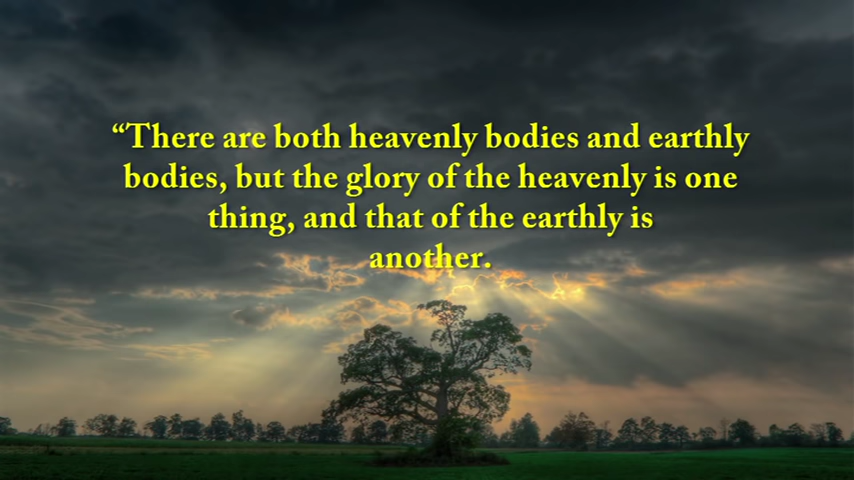 “There are both heavenly bodies and earthly
bodies, but the glory of the heavenly is one
thing, and that of the earthly is
another.